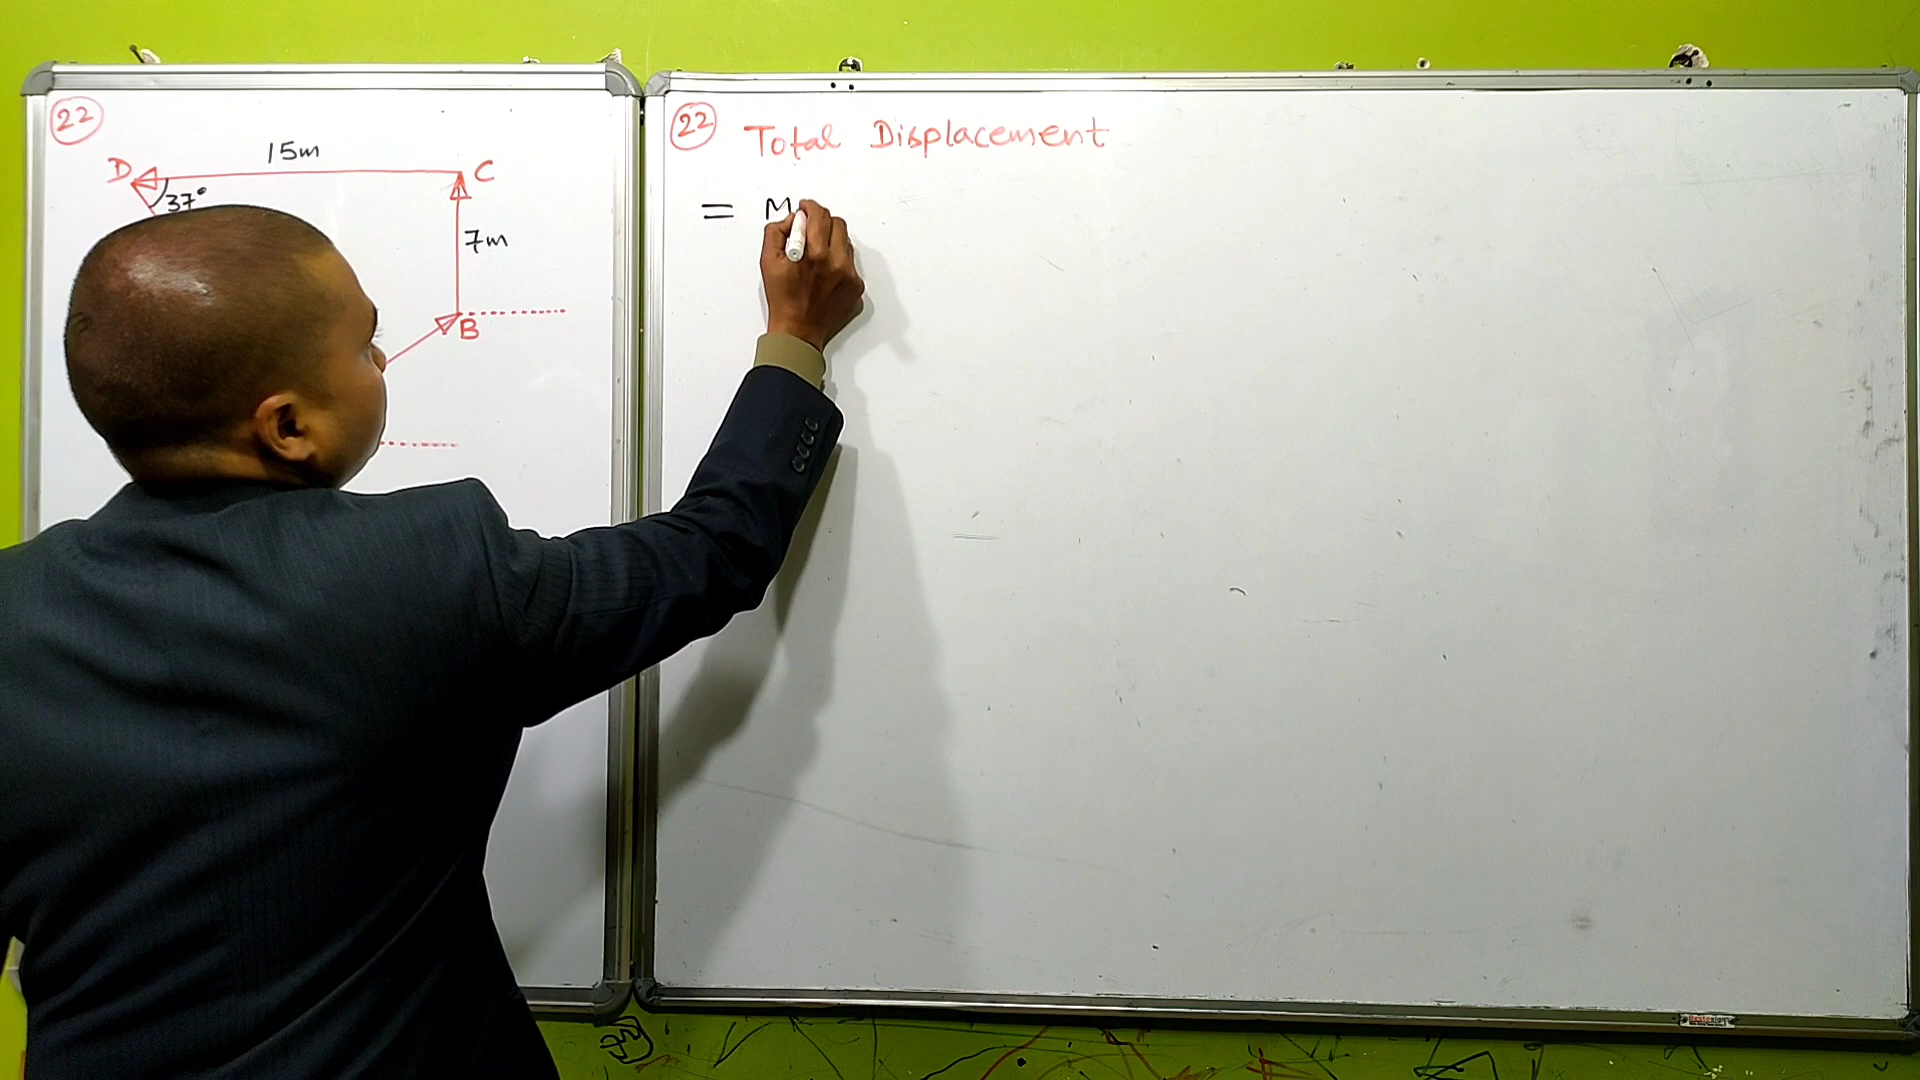 22
15m
D
C
37°
7m
B
22 Total Displacement
= M